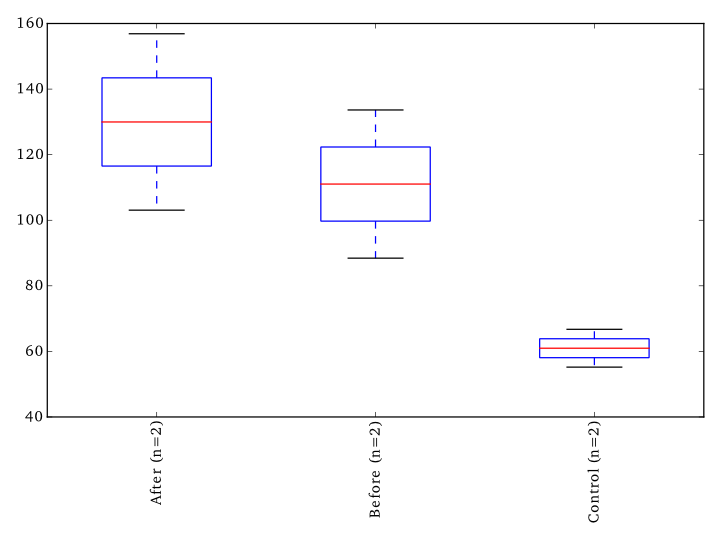 160
140
120
100
80
60
40
After (n=2)
Before (n=2)
Control (n=2)